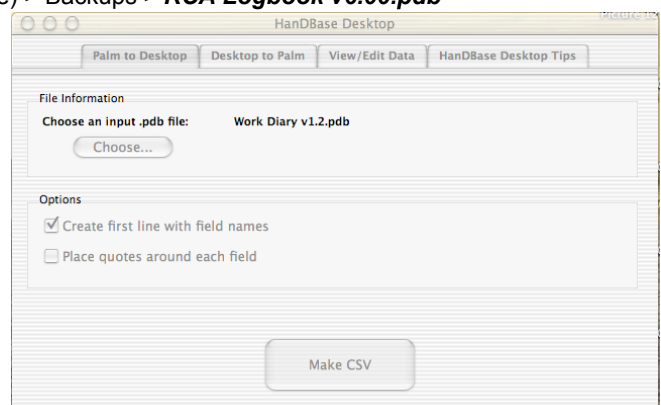 e) > Backups > RCA Logbook v6.00.pdb
HanDBase Desktop
Palm to Desktop Desktop to Palm View/Edit Data HanDBase Desktop Tips
File Information
Choose an input .pdb file: Work Diary v1.2.pdb
Choose...
Options
Create first line with field names
Place quotes around each field
Make CSV